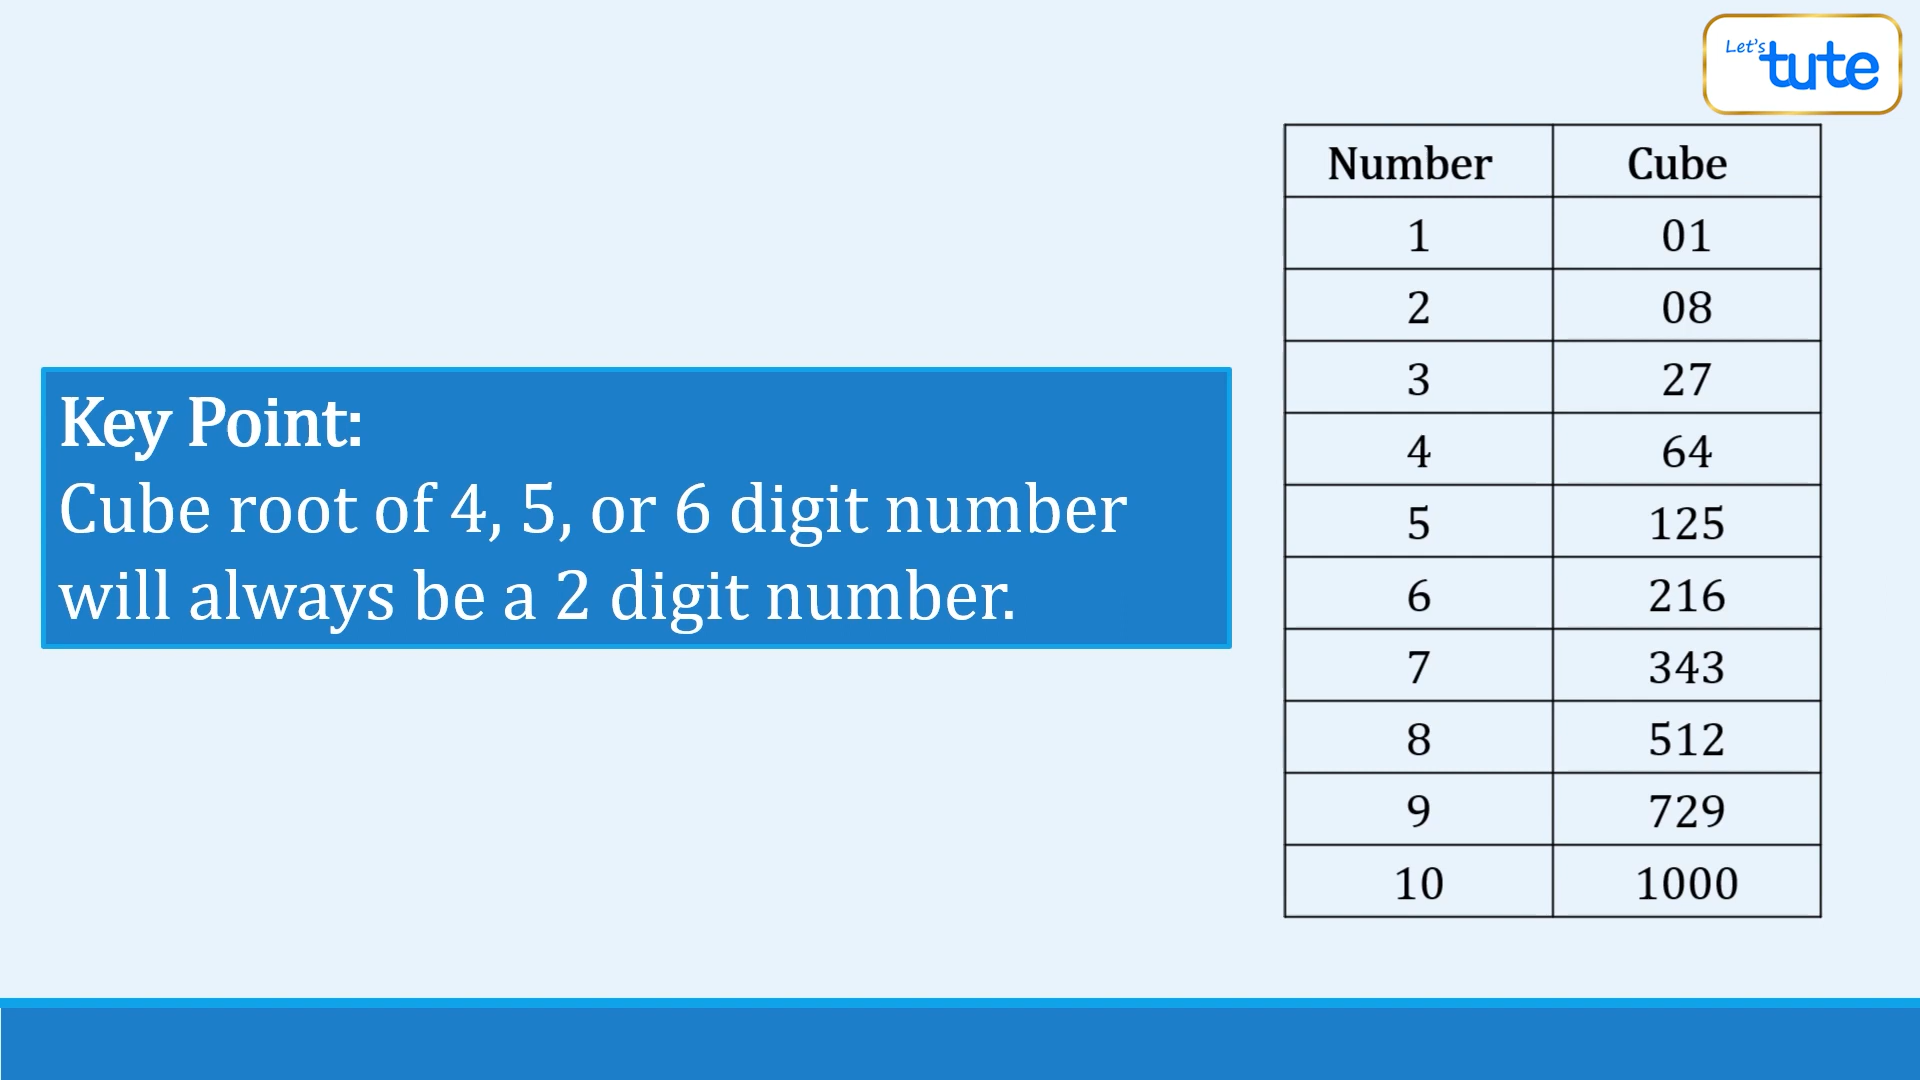 Let's tute
Key Point:
Cube root of 4, 5, or 6 digit number
will always be a 2 digit number.
Number Cube
1 01
2 08
3 27
4 64
5 125
6 216
7 343
8 512
9 729
10 1000